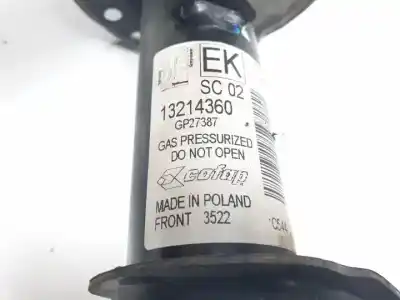 EK
SC 02
13214360
GP27387
GAS PRESSURIZED
DO NOT OPEN
cofap
MADE IN POLAND
FRONT 3522